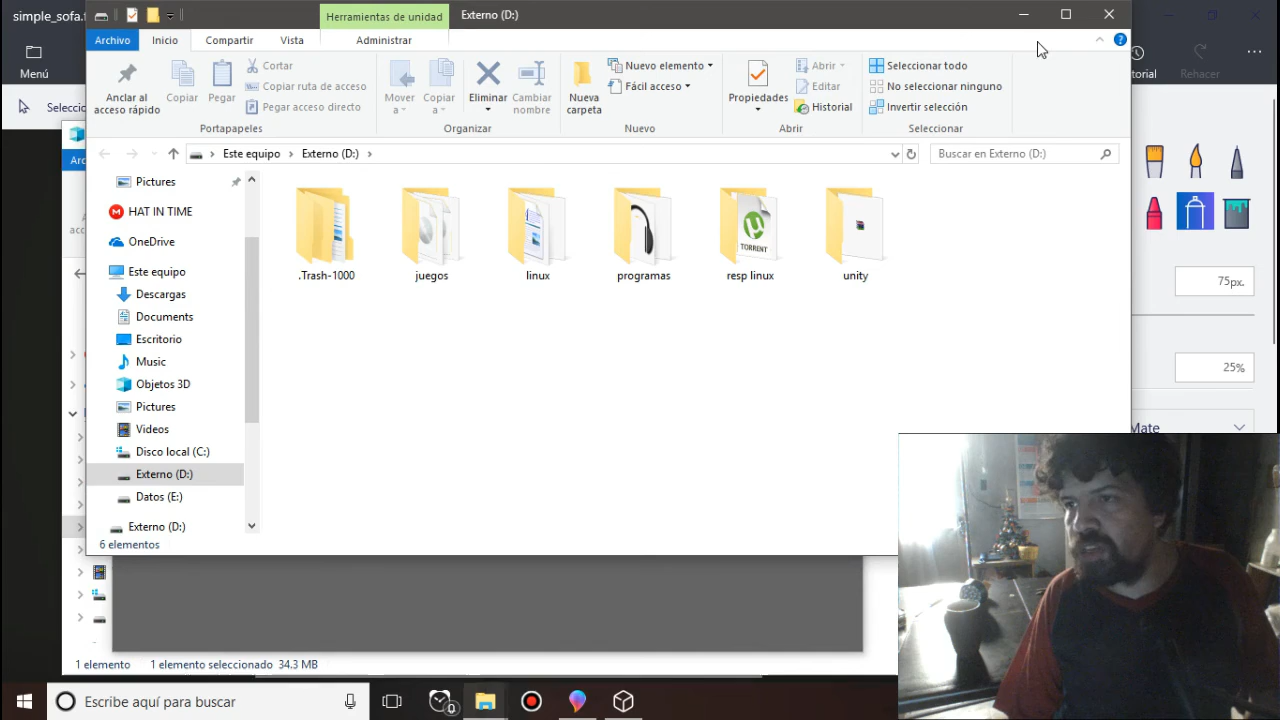 simple_sofa.f
Herramientas de unidad
Externo (D:)
Archivo
Inicio
Compartir
Vista
Administrar
Menú
Selecc
Anclar al acceso rápido
Copiar
Pegar
Cortar
Copiar ruta de acceso
Pegar acceso directo
Portapapeles
Mover a
Copiar a
Eliminar
Cambiar nombre
Organizar
Nueva carpeta
Nuevo elemento
Fácil acceso
Nuevo
Propiedades
Abrir
Editar
Historial
Abrir
Seleccionar todo
No seleccionar ninguno
Invertir selección
Seleccionar
torial
Rehacer
Este equipo
Externo (D:)
Buscar en Externo (D:)
Pictures
HAT IN TIME
OneDrive
Este equipo
Descargas
Documents
Escritorio
Music
Objetos 3D
Pictures
Videos
Disco local (C:)
Externo (D:)
Datos (E:)
Externo (D:)
.Trash-1000
juegos
linux
programas
TORRENT
resp linux
unity
75px.
25%
Mate
6 elementos
1 elemento
1 elemento seleccionado 34.3 MB
Escribe aquí para buscar